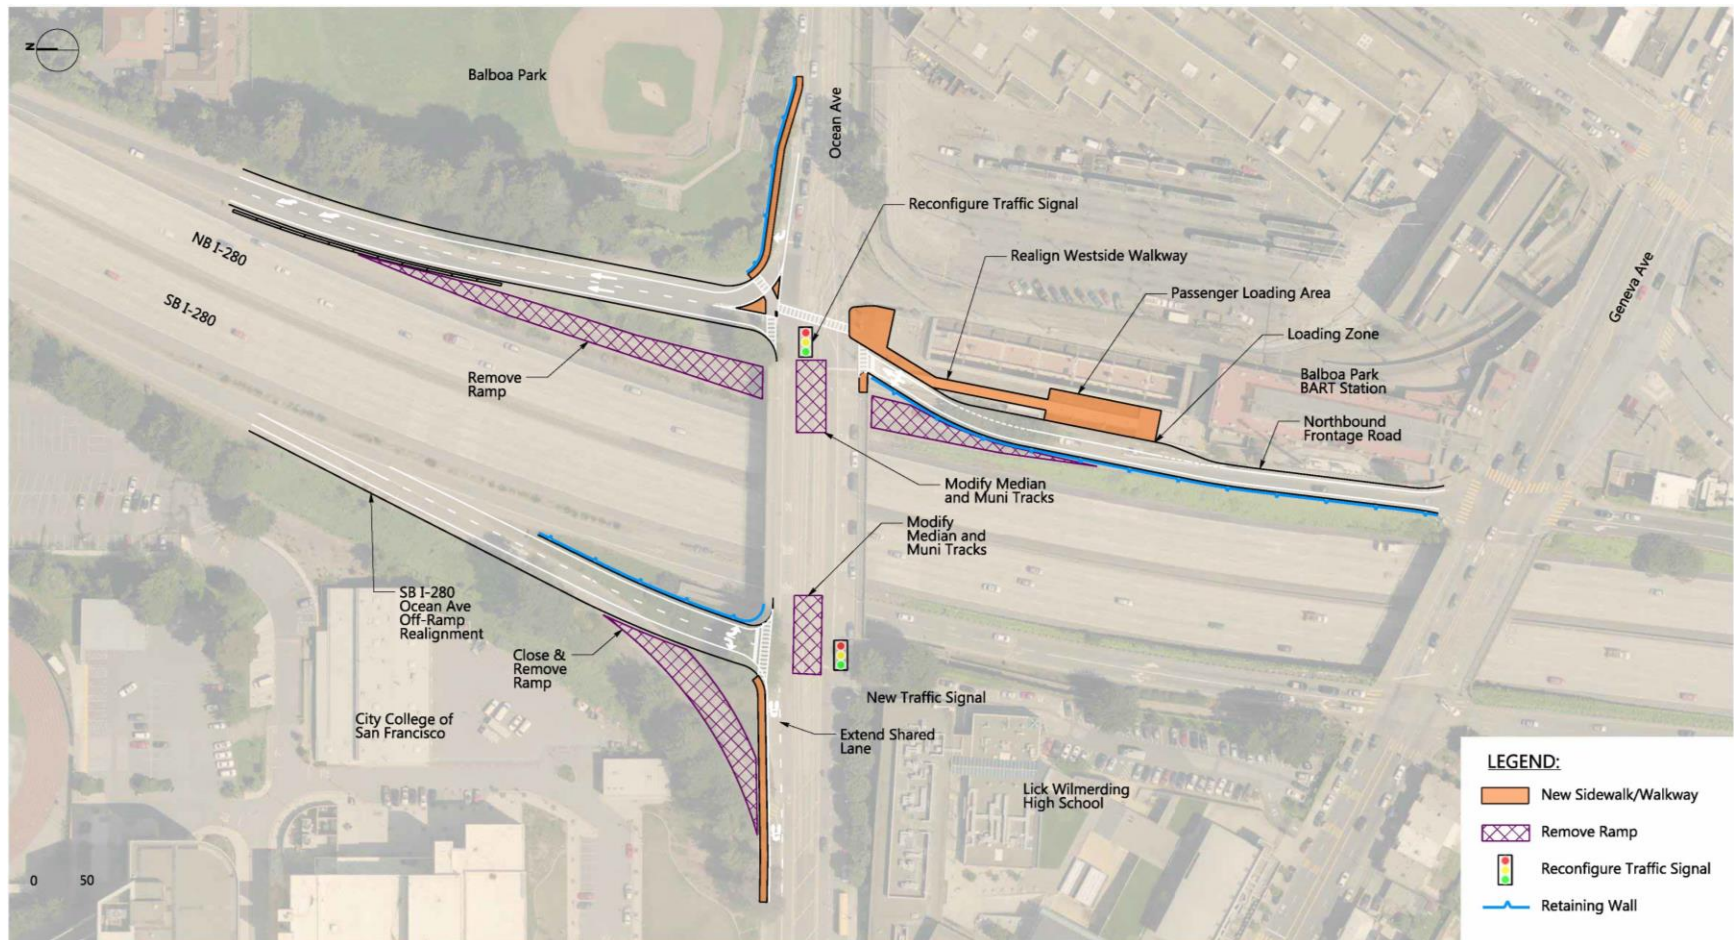 N
Balboa Park
Ocean Ave
Reconfigure Traffic Signal
Realign Westside Walkway
Passenger Loading Area
Loading Zone
Geneva Ave
NB I-280
SB I-280
Remove
Ramp
Balboa Park
BART Station
Northbound
Frontage Road
Modify Median
and Muni Tracks
Modify
Median and
Muni Tracks
SB I-280
Ocean Ave
Off-Ramp
Realignment
Close &
Remove
Ramp
New Traffic Signal
City College of
San Francisco
Extend Shared
Lane
Lick Wilmerding
High School
0 50
LEGEND:
New Sidewalk/Walkway
Remove Ramp
Reconfigure Traffic Signal
Retaining Wall